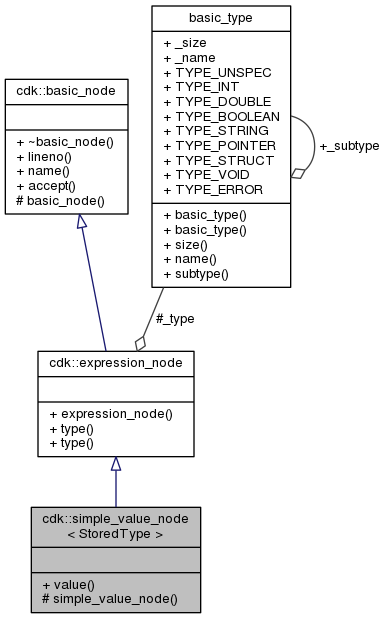 basic_type
+ _size
+ _name
+ TYPE_UNSPEC
+ TYPE_INT
+ TYPE_DOUBLE
+ TYPE_BOOLEAN
+ TYPE_STRING
+ TYPE_POINTER
+ TYPE_STRUCT
+ TYPE_VOID
+ TYPE_ERROR
+ basic_type()
+ basic_type()
+ size()
+ name()
+ subtype()
+_subtype
cdk::basic_node
+ ~basic_node()
+ lineno()
+ name()
+ accept()
# basic_node()
#_type
cdk::expression_node
+ expression_node()
+ type()
+ type()
cdk::simple_value_node
< StoredType >
+ value()
# simple_value_node()